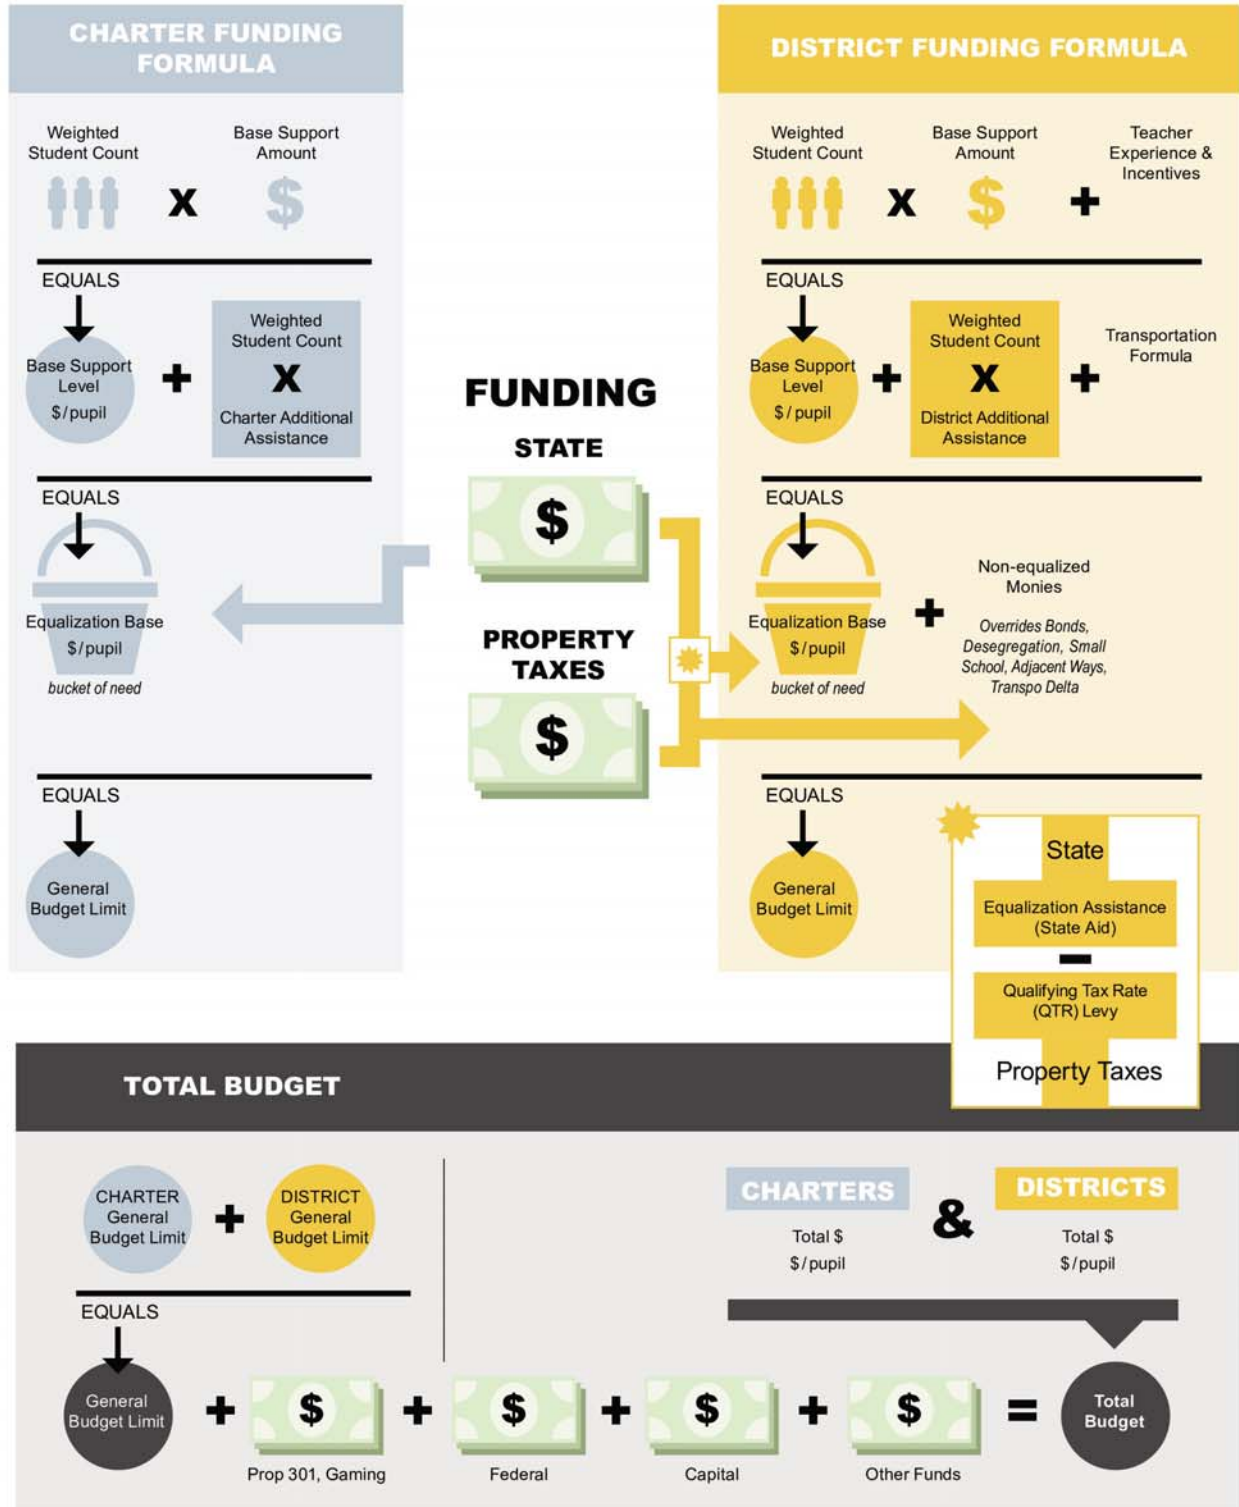 CHARTER FUNDING
FORMULA
Weighted
Student Count
X
Base Support
Amount
$
EQUALS
Base Support
Level
$/pupil
+
Weighted
Student Count
X
Charter Additional
Assistance
EQUALS
Equalization Base
$/pupil
bucket of need
EQUALS
General
Budget Limit
FUNDING
STATE
$
PROPERTY
TAXES
$
DISTRICT FUNDING FORMULA
Weighted
Student Count
X
Base Support
Amount
$
+
Teacher
Experience &
Incentives
EQUALS
Base Support
Level
$/pupil
+
Weighted
Student Count
X
District Additional
Assistance
+
Transportation
Formula
EQUALS
Equalization Base
$/pupil
bucket of need
+
Non-equalized
Monies
Overrides Bonds,
Desegregation, Small
School, Adjacent Ways,
Transpo Delta
EQUALS
General
Budget Limit
State
Equalization Assistance
(State Aid)
–
Qualifying Tax Rate
(QTR) Levy
Property Taxes
TOTAL BUDGET
CHARTER
General
Budget Limit
+
DISTRICT
General
Budget Limit
EQUALS
General
Budget Limit
+
$
Prop 301, Gaming
+
$
Federal
+
$
Capital
+
$
Other Funds
=
CHARTERS
Total $
$/pupil
&
DISTRICTS
Total $
$/pupil
Total
Budget